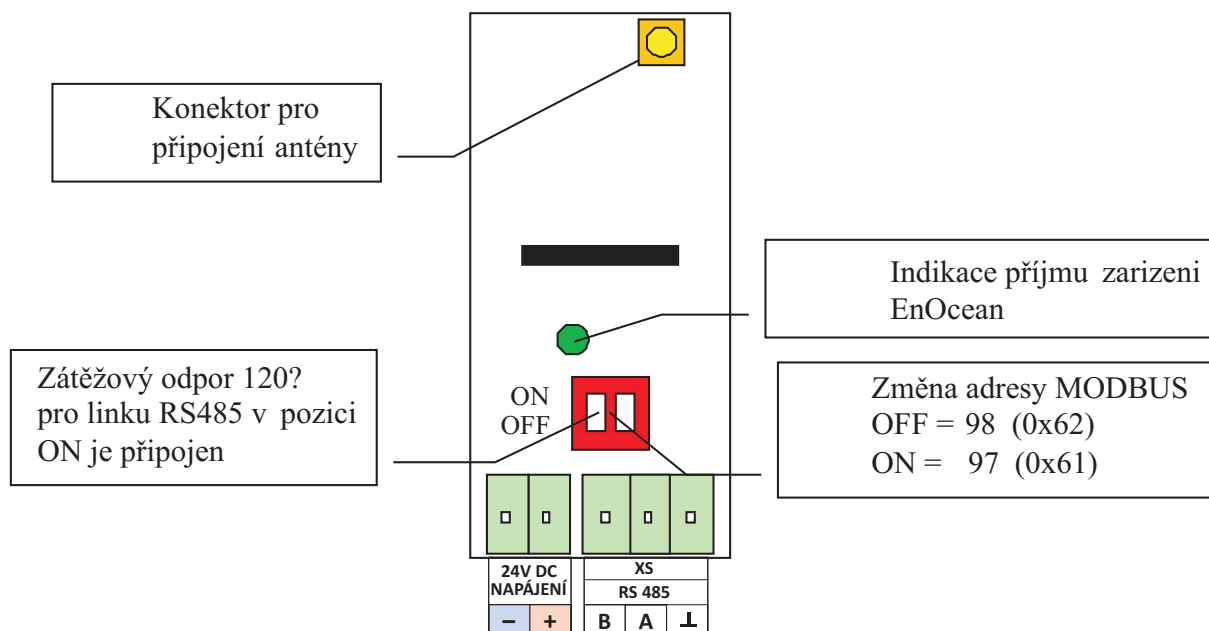 Konektor pro
připojení antény
Indikace příjmu zarizeni
EnOcean
Zátěžový odpor 120?
pro linku RS485 v pozici
ON je připojen
ON
OFF
Změna adresy MODBUS
OFF = 98 (0x62)
ON = 97 (0x61)
24V DC
NAPÁJENÍ
− +
XS
RS 485
B A ⊥